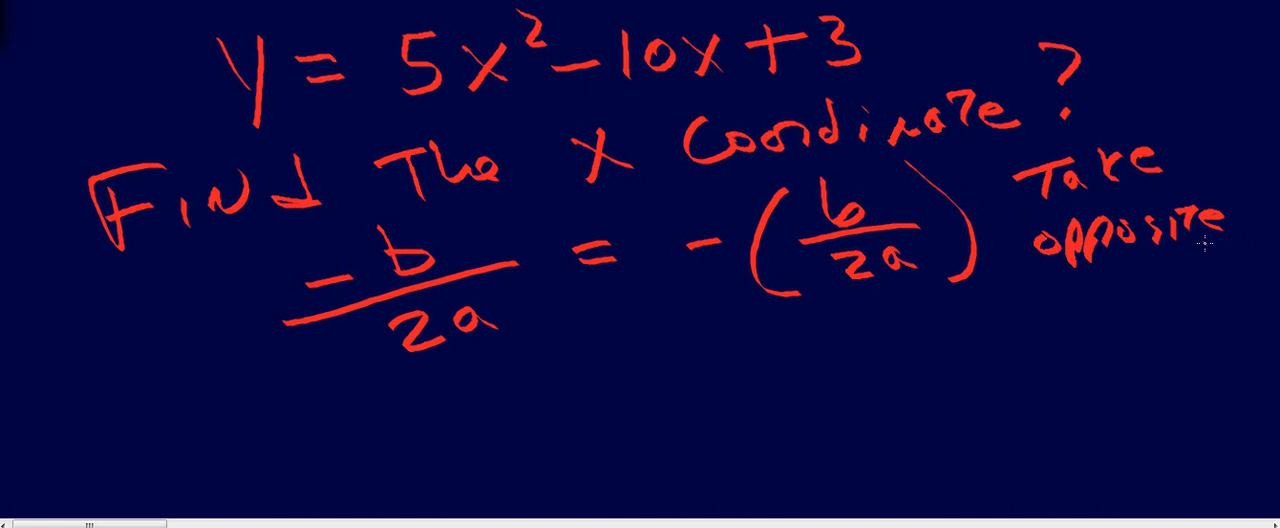 y = 5x² - 10x + 3
Find The x Coordinate ?
-b/2a = -(b/2a) Take opposite